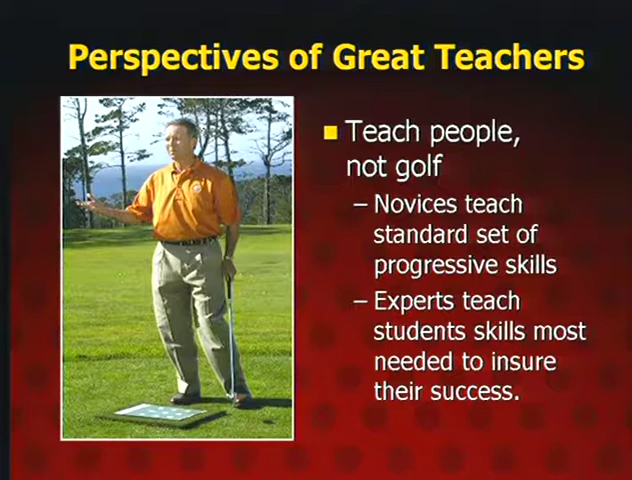 Perspectives of Great Teachers
Teach people,
not golf
– Novices teach
standard set of
progressive skills
– Experts teach
students skills most
needed to insure
their success.